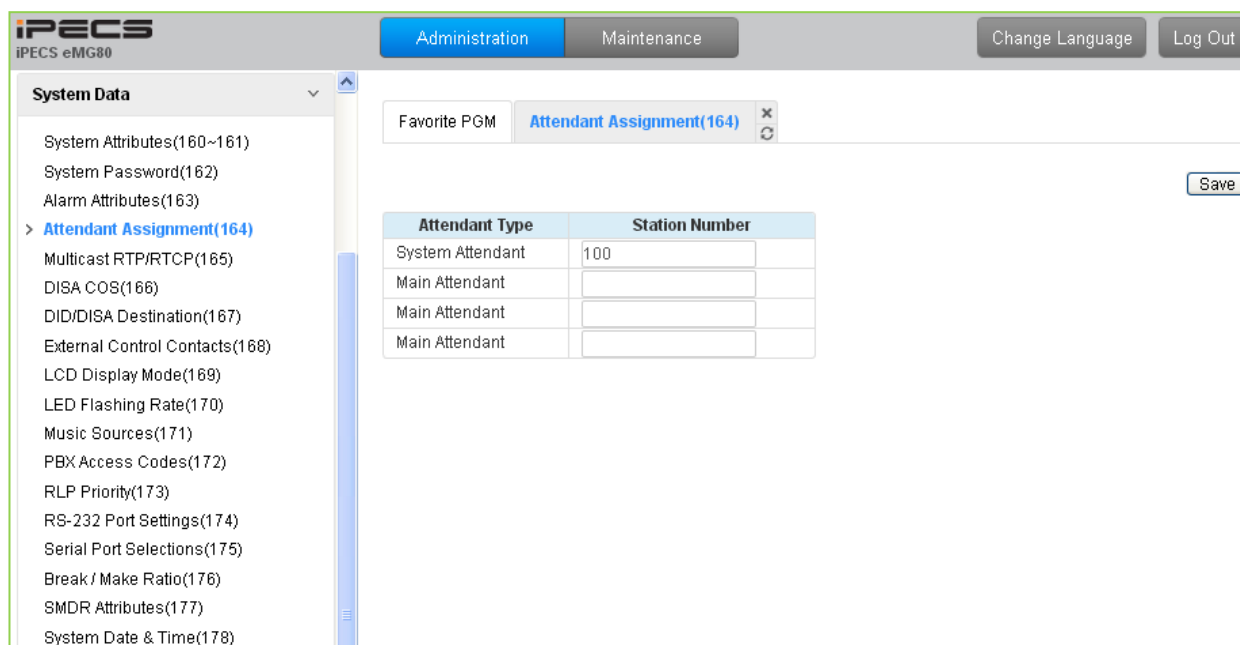 iPECS
iPECS eMG80
Administration
Maintenance
Change Language
Log Out
System Data
System Attributes(160~161)
System Password(162)
Alarm Attributes(163)
> Attendant Assignment(164)
Multicast RTP/RTCP(165)
DISA COS(166)
DID/DISA Destination(167)
External Control Contacts(168)
LCD Display Mode(169)
LED Flashing Rate(170)
Music Sources(171)
PBX Access Codes(172)
RLP Priority(173)
RS-232 Port Settings(174)
Serial Port Selections(175)
Break / Make Ratio(176)
SMDR Attributes(177)
System Date & Time(178)
Favorite PGM
Attendant Assignment(164)
Save
Attendant Type Station Number
System Attendant 100
Main Attendant
Main Attendant
Main Attendant